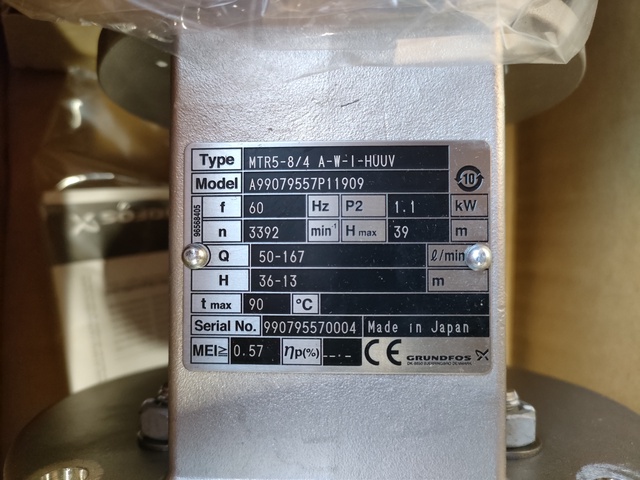 Type MTR5-8/4 A-W-I-HUUV
Model A99079557P11909
10
f 60 Hz P2 1.1 kW
n 3392 min-1 H max 39 m
96568405
Q 50-167 ℓ/min
H 36-13 m
t max 90 °C
Serial No. 990795570004 Made in Japan
MEI≧ 0.57 ηp(%) --.- CE GRUNDFOS